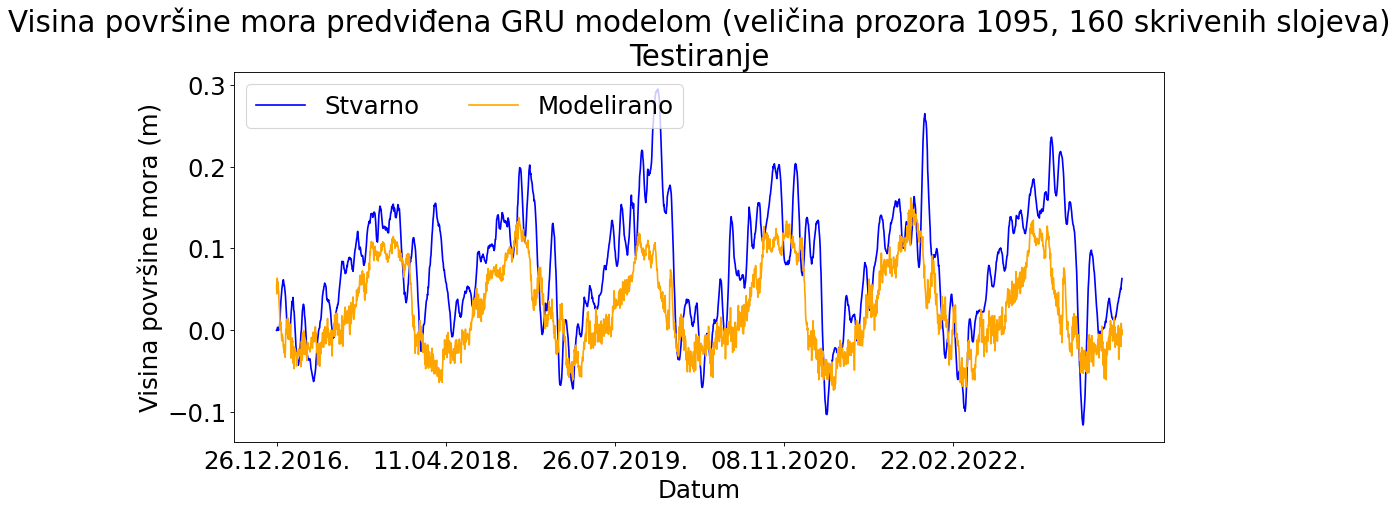 Visina površine mora predviđena GRU modelom (veličina prozora 1095, 160 skrivenih slojeva)
Testiranje
Stvarno Modelirano
Visina površine mora (m)
0.3
0.2
0.1
0.0
−0.1
26.12.2016. 11.04.2018. 26.07.2019. 08.11.2020. 22.02.2022.
Datum